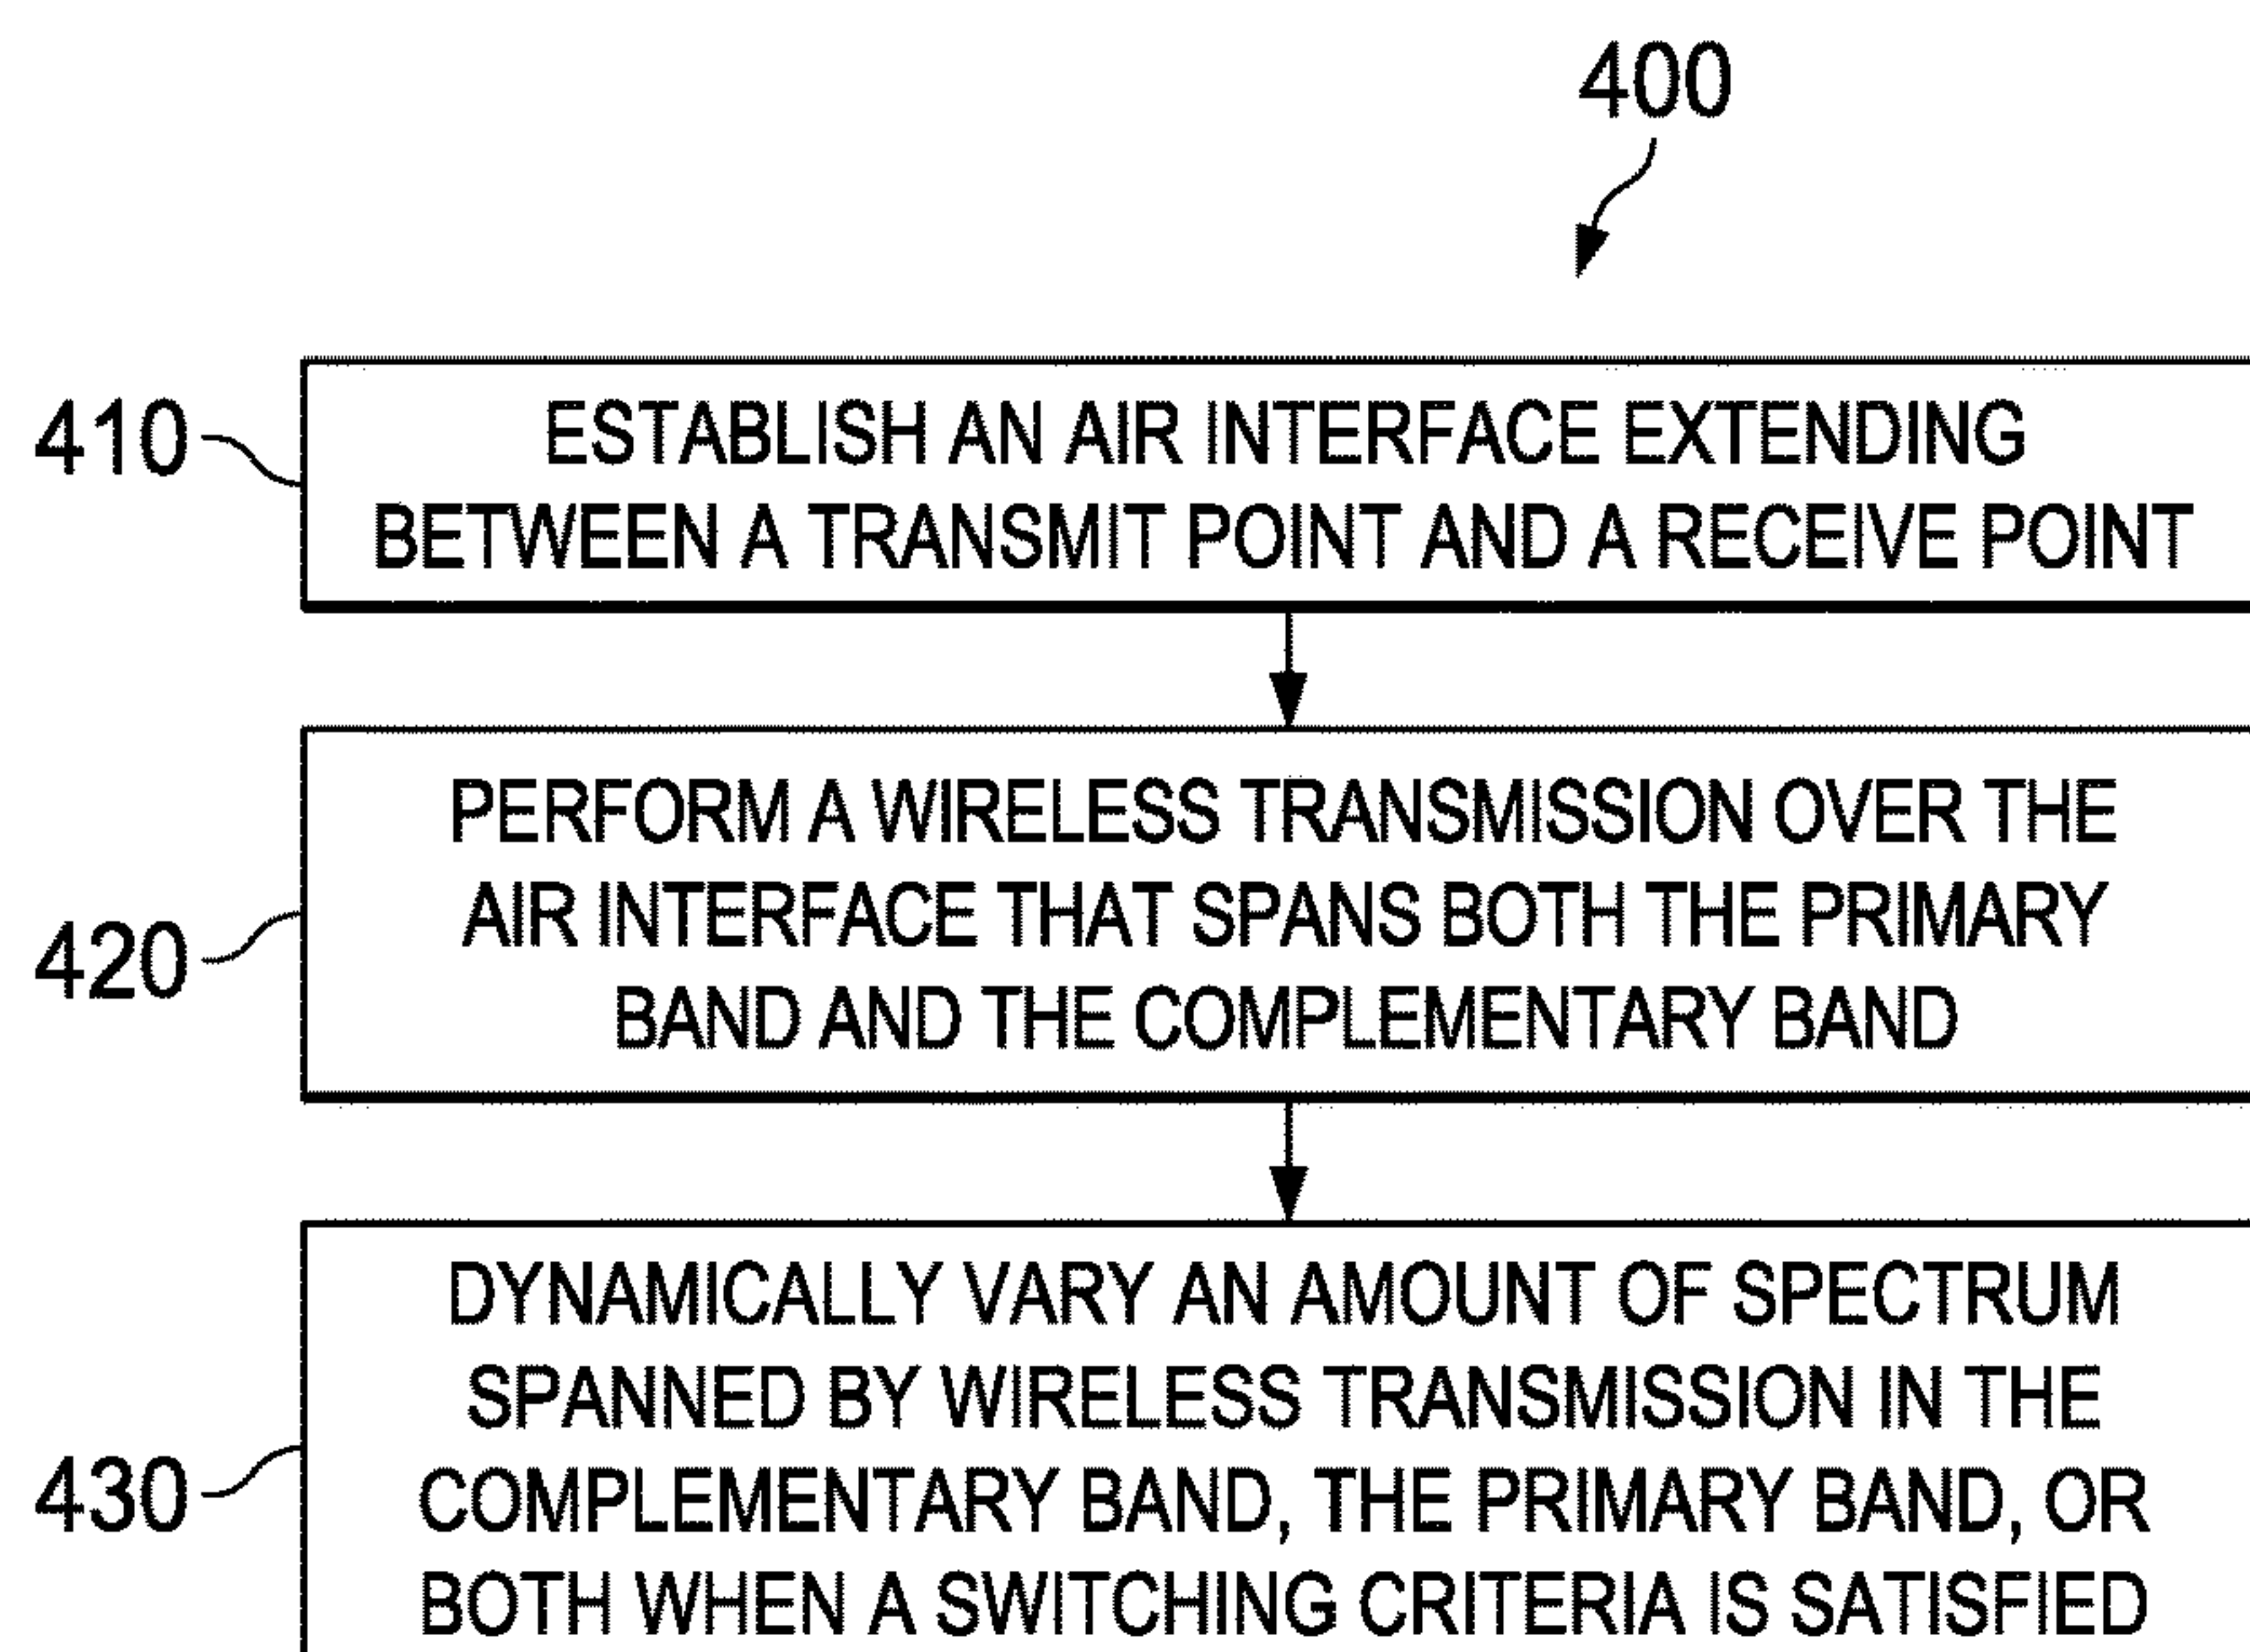 400
410
ESTABLISH AN AIR INTERFACE EXTENDING
BETWEEN A TRANSMIT POINT AND A RECEIVE POINT
420
PERFORM A WIRELESS TRANSMISSION OVER THE
AIR INTERFACE THAT SPANS BOTH THE PRIMARY
BAND AND THE COMPLEMENTARY BAND
430
DYNAMICALLY VARY AN AMOUNT OF SPECTRUM
SPANNED BY WIRELESS TRANSMISSION IN THE
COMPLEMENTARY BAND, THE PRIMARY BAND, OR
BOTH WHEN A SWITCHING CRITERIA IS SATISFIED